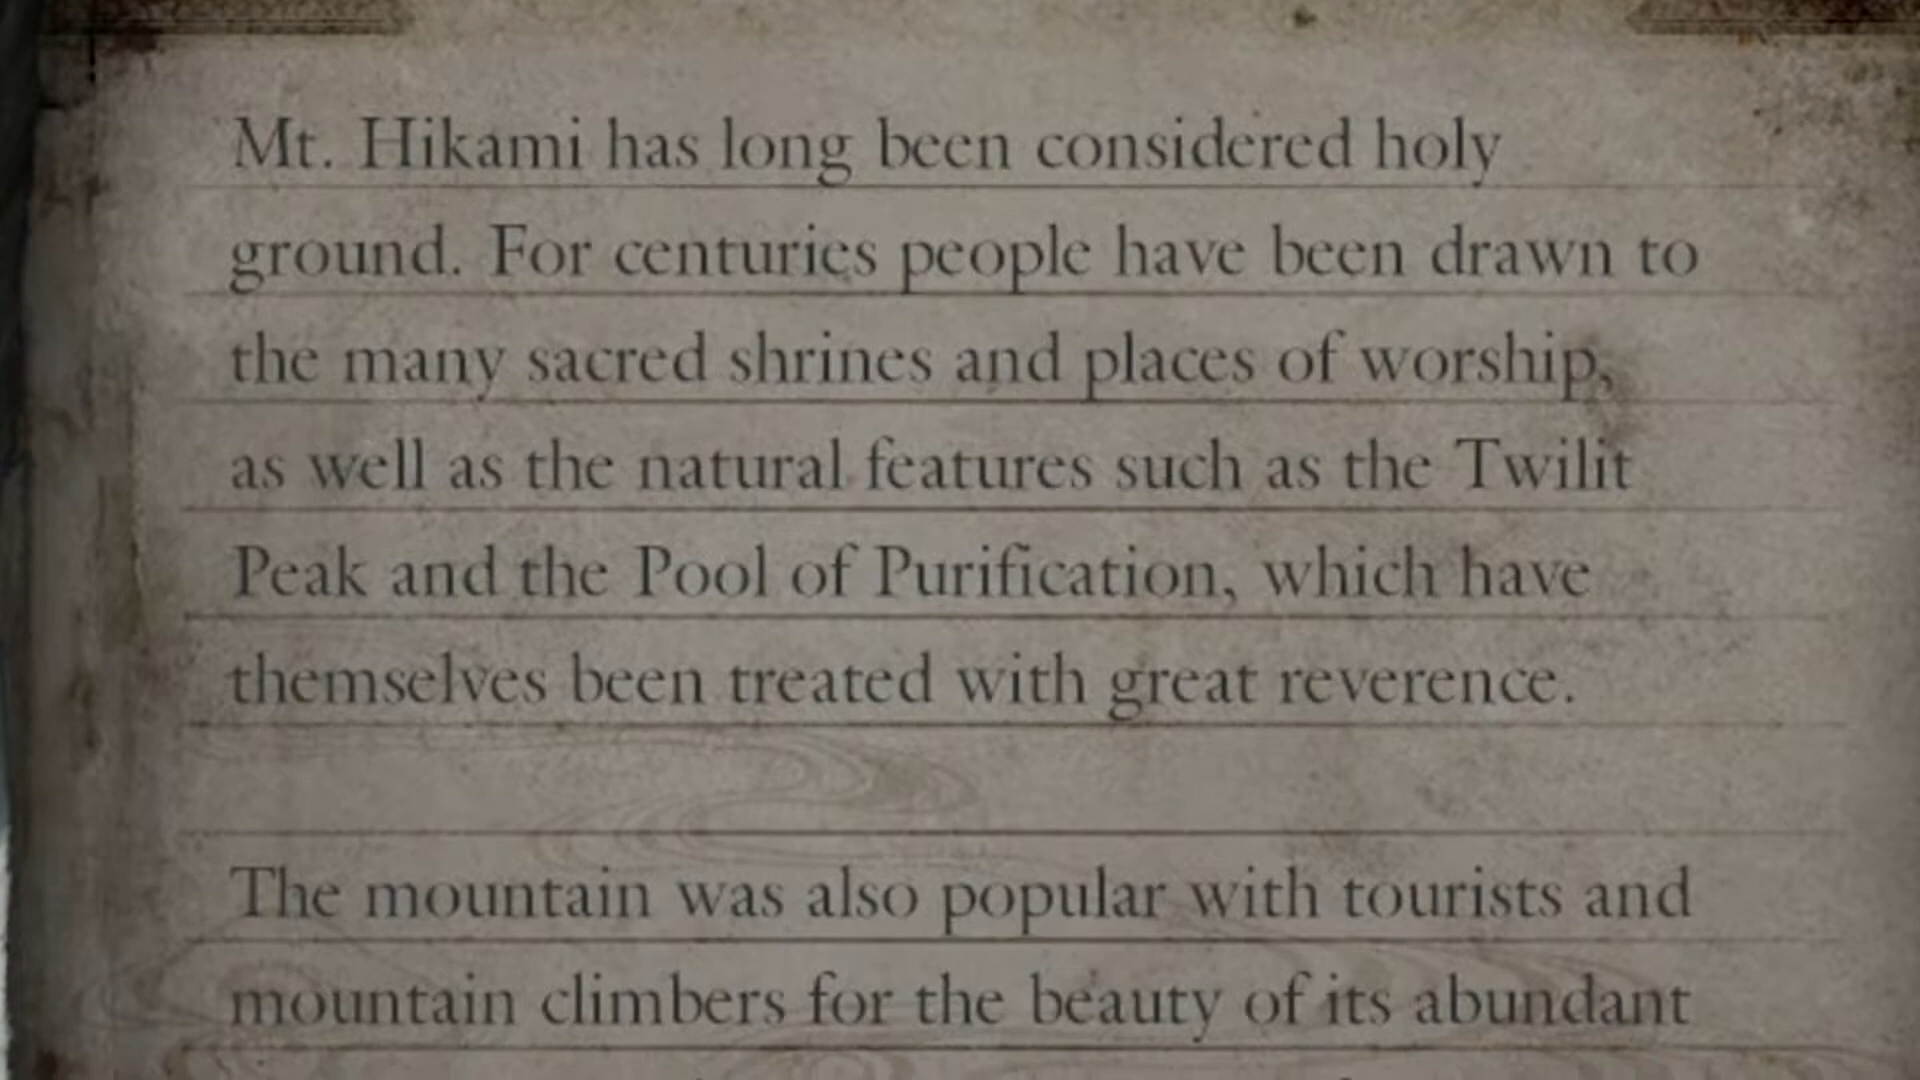 Mt. Hikami has long been considered holy
ground. For centuries people have been drawn to
the many sacred shrines and places of worship,
as well as the natural features such as the Twilit
Peak and the Pool of Purification, which have
themselves been treated with great reverence.
The mountain was also popular with tourists and
mountain climbers for the beauty of its abundant